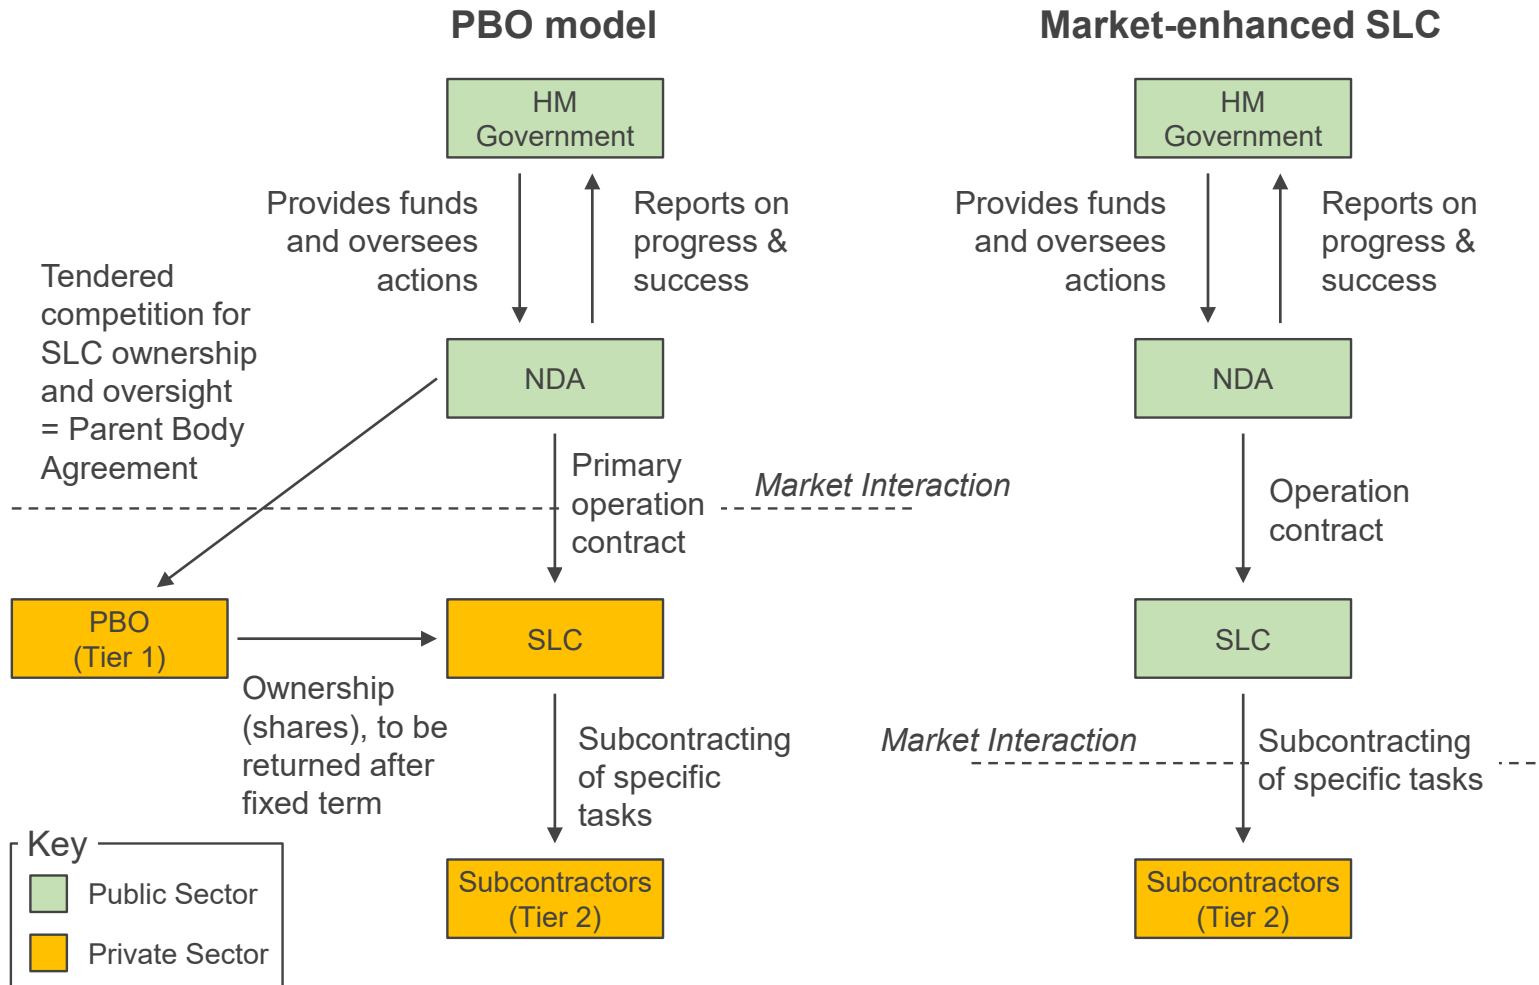 PBO model
HM
Government
Provides funds
and oversees
actions
Reports on
progress &
success
Tendered
competition for
SLC ownership
and oversight
= Parent Body
Agreement
NDA
Primary
operation
contract
Market Interaction
PBO
(Tier 1)
SLC
Ownership
(shares), to be
returned after
fixed term
Subcontracting
of specific
tasks
Subcontractors
(Tier 2)
Key
Public Sector
Private Sector
Market-enhanced SLC
HM
Government
Provides funds
and oversees
actions
Reports on
progress &
success
NDA
Operation
contract
SLC
Market Interaction
Subcontracting
of specific tasks
Subcontractors
(Tier 2)